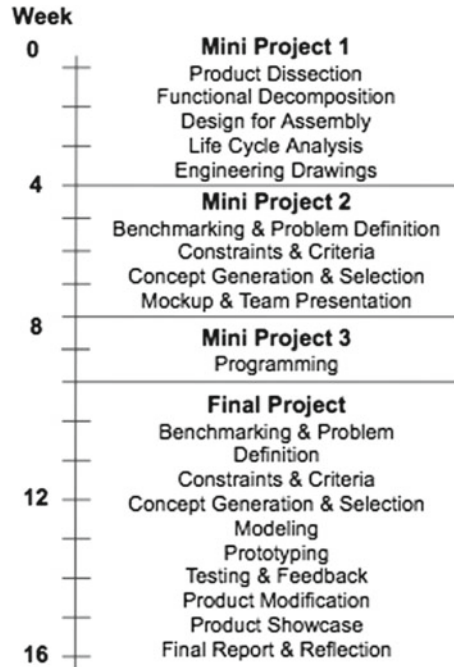 Week
0
Mini Project 1
Product Dissection
Functional Decomposition
Design for Assembly
Life Cycle Analysis
Engineering Drawings
4
Mini Project 2
Benchmarking & Problem Definition
Constraints & Criteria
Concept Generation & Selection
Mockup & Team Presentation
8
Mini Project 3
Programming
Final Project
Benchmarking & Problem
Definition
Constraints & Criteria
12
Concept Generation & Selection
Modeling
Prototyping
Testing & Feedback
Product Modification
Product Showcase
16
Final Report & Reflection